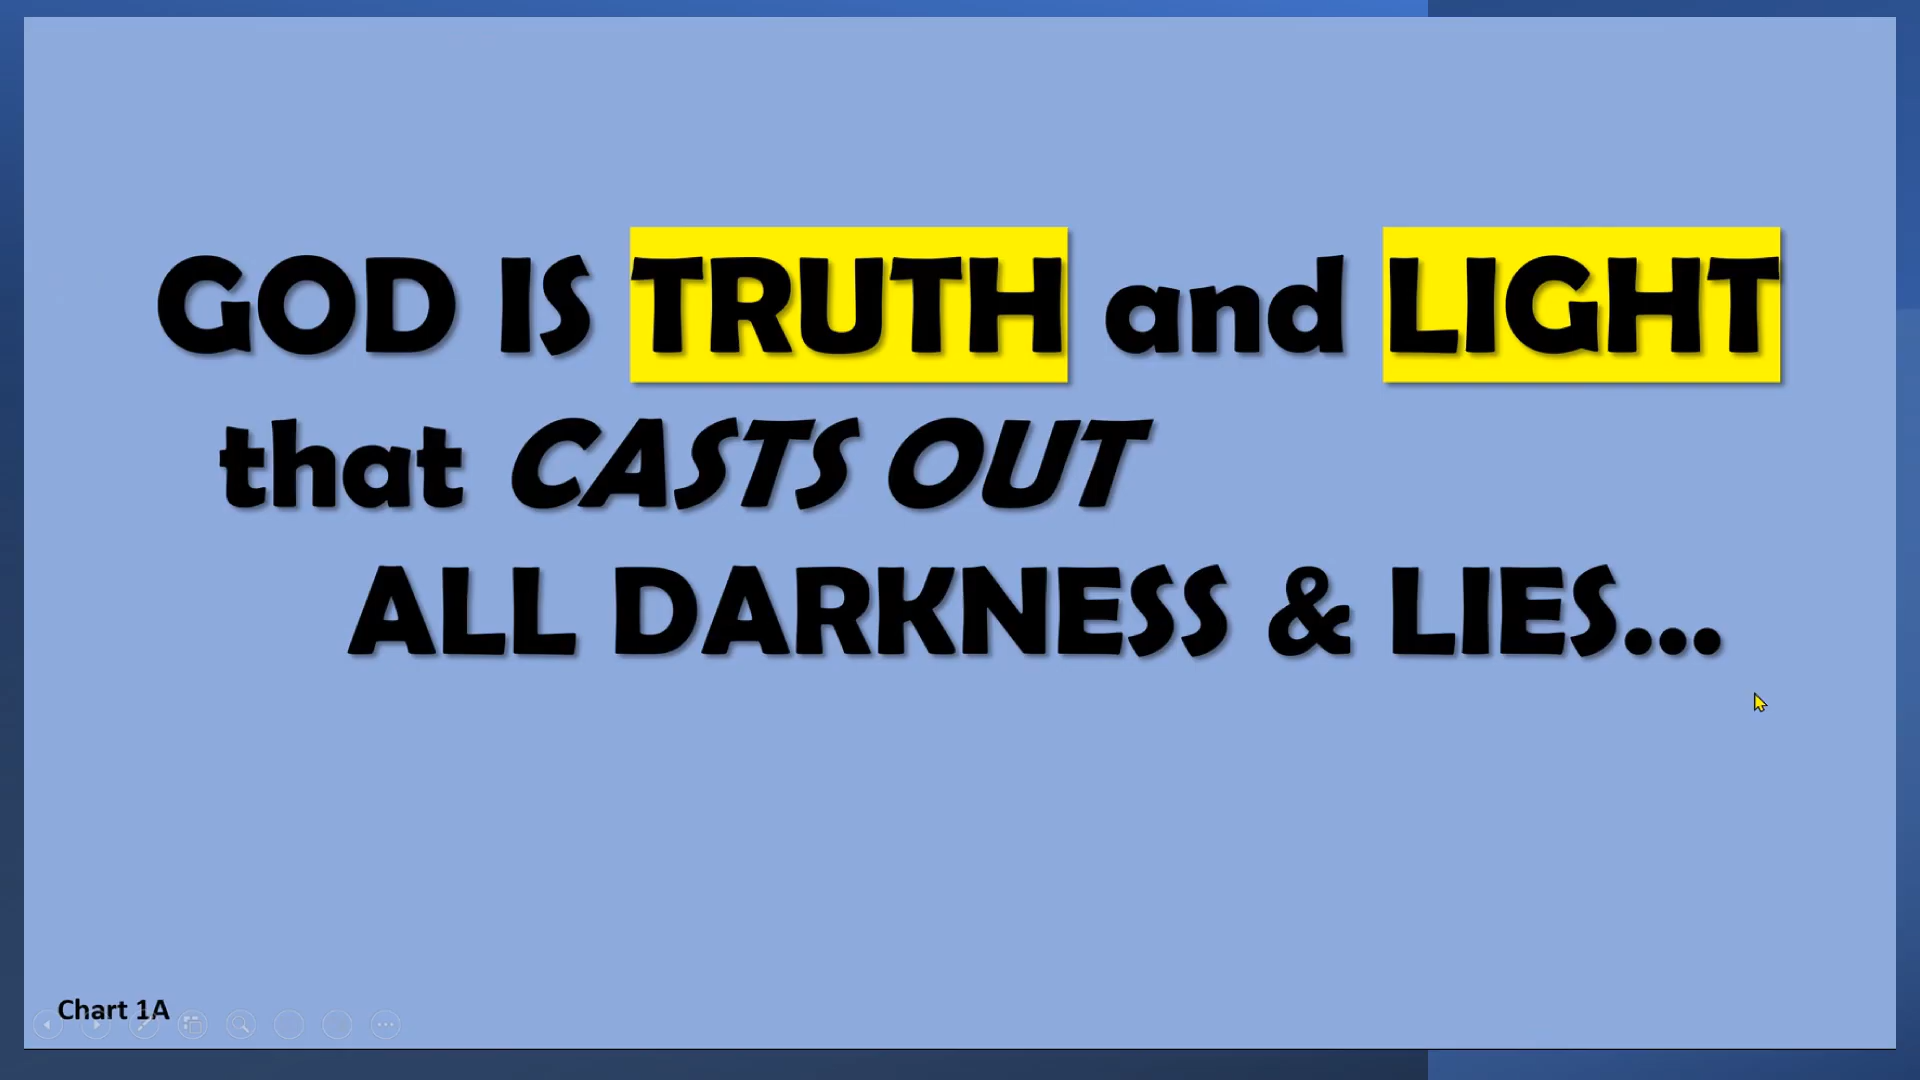 GOD IS TRUTH and LIGHT
that CASTS OUT
ALL DARKNESS & LIES...
Chart 1A